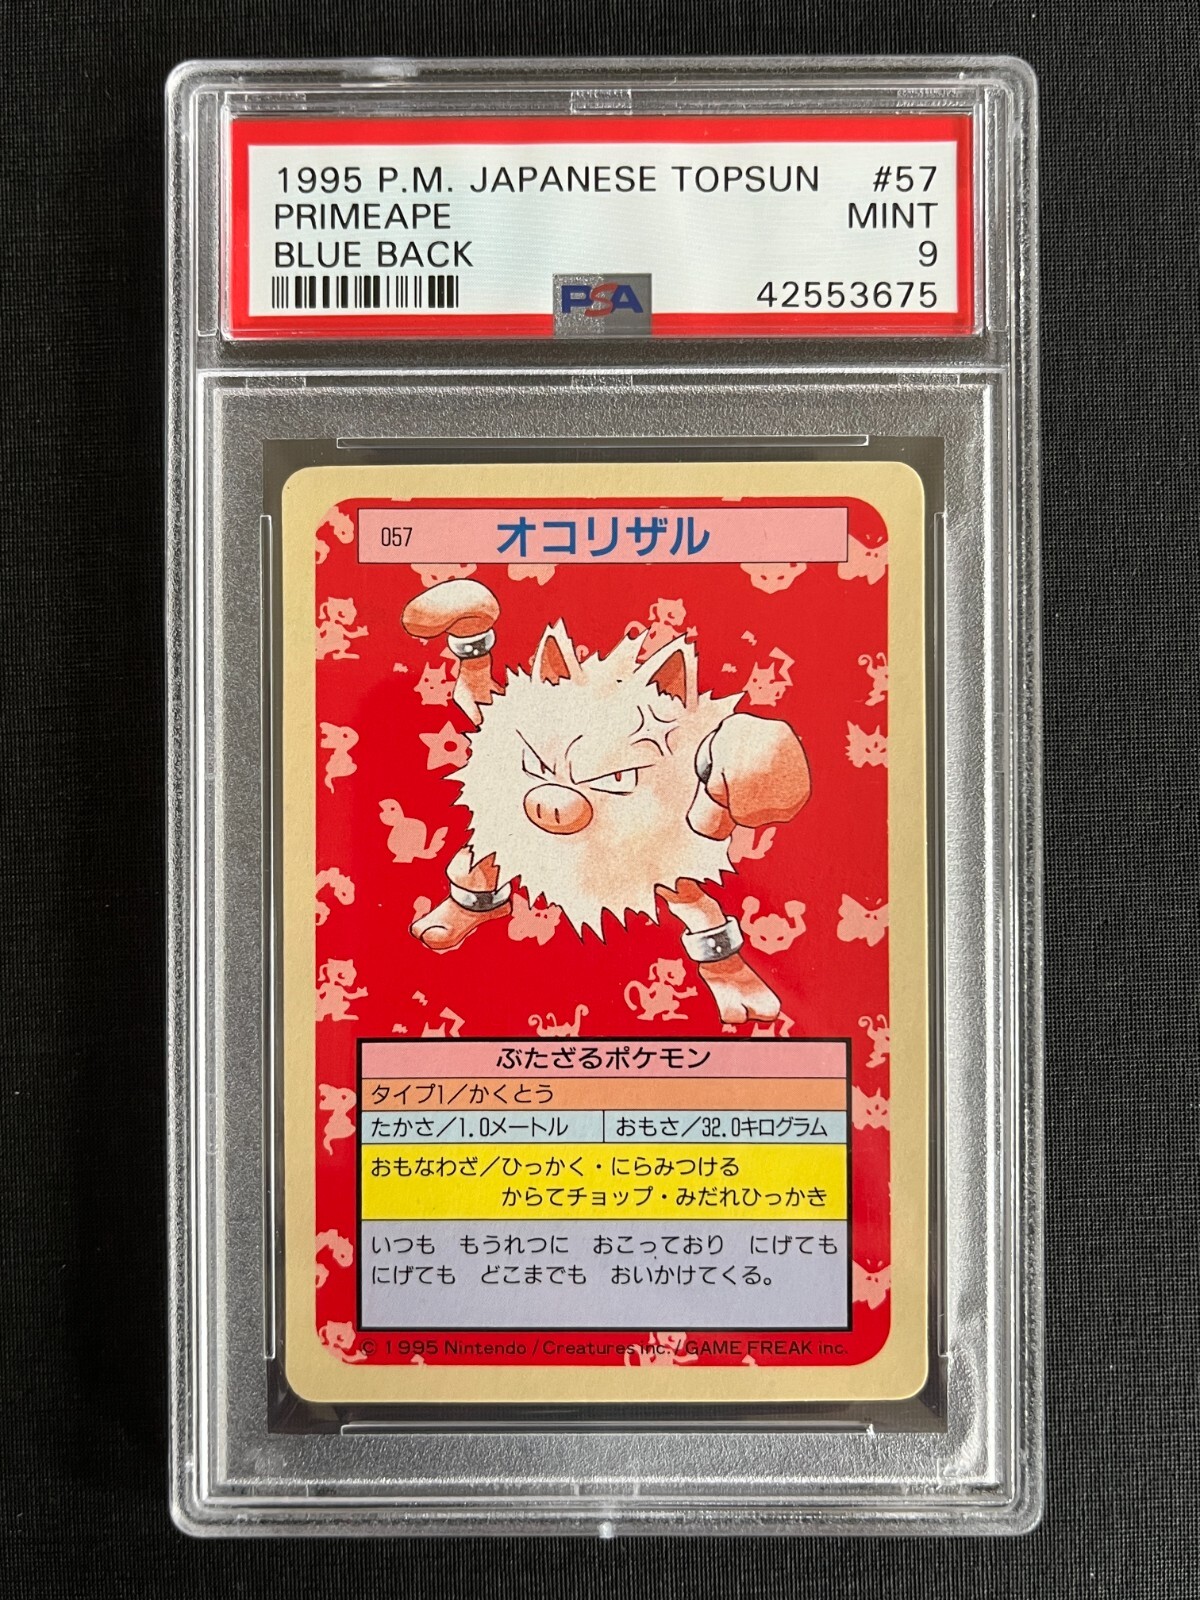 1995 P.M. JAPANESE TOPSUN #57
PRIMEAPE MINT
BLUE BACK 9
PSA 42553675
057 オコリザル
ぶたざるポケモン
タイプ1／かくとう
たかさ／1.0メートル おもさ／32.0キログラム
おもなわざ／ひっかく・にらみつける
からてチョップ・みだれひっかき
いつも もうれつに おこっており にげても
にげても どこまでも おいかけてくる。
© 1995 Nintendo / Creatures inc. / GAME FREAK inc.